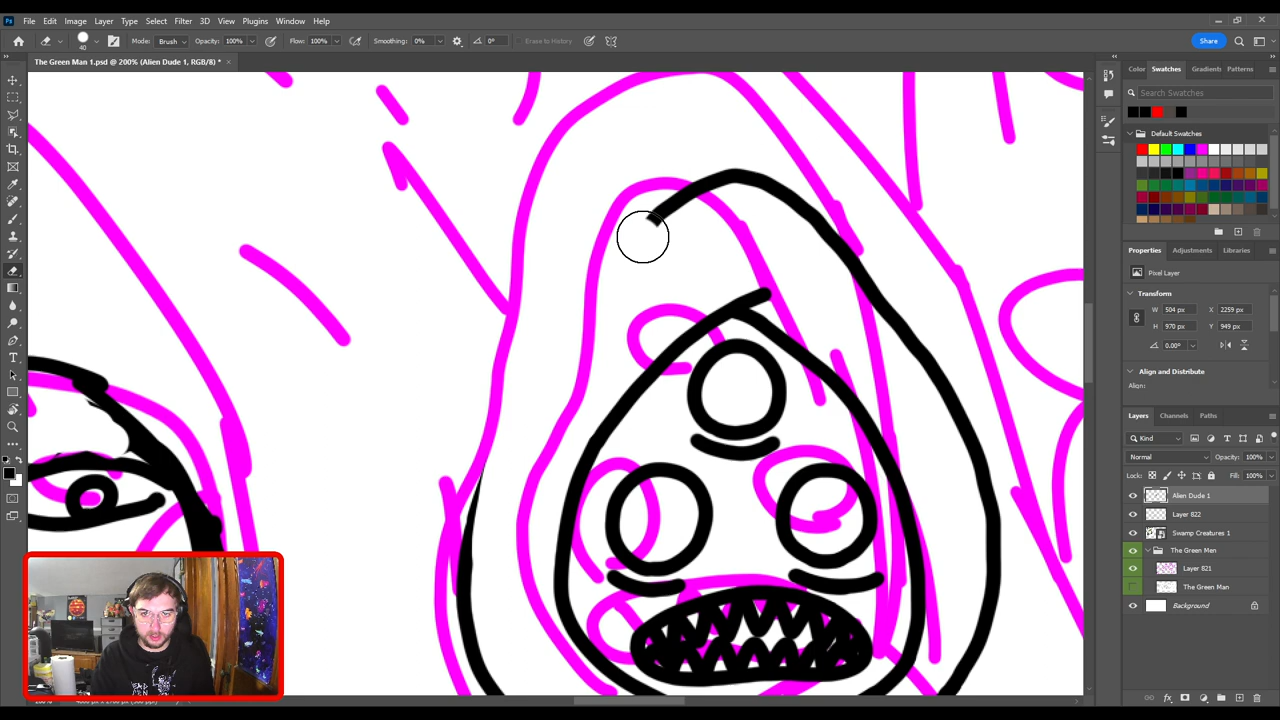 Ps File Edit Image Layer Type Select Filter 3D View Plugins Window Help
40 Mode: Brush Opacity: 100% Flow: 100% Smoothing: 0% 0° Erase to History Share
The Green Man 1.psd @ 200% (Alien Dude 1, RGB/8) * ×
Color Swatches Gradients Patterns
Search Swatches
Default Swatches
Properties Adjustments Libraries
Pixel Layer
Transform
W 504 px X 2259 px
H 970 px Y 949 px
0.00°
Align and Distribute
Align:
Layers Channels Paths
Kind
Normal Opacity: 100%
Lock: Fill: 100%
Alien Dude 1
Layer 822
Swamp Creatures 1
The Green Men
Layer 821
The Green Man
Background